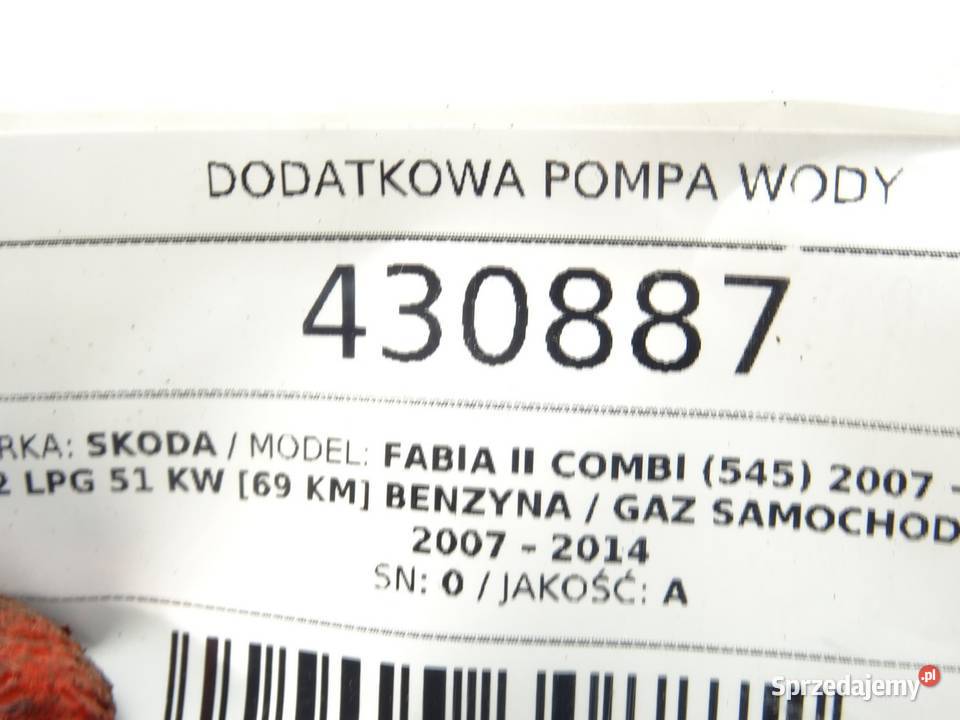 DODATKOWA POMPA WODY
430887
RKA: SKODA / MODEL: FABIA II COMBI (545) 2007 -
2 LPG 51 KW [69 KM] BENZYNA / GAZ SAMOCHOD
2007 - 2014
SN: 0 / JAKOŚĆ: A
Sprzedajemy.pl